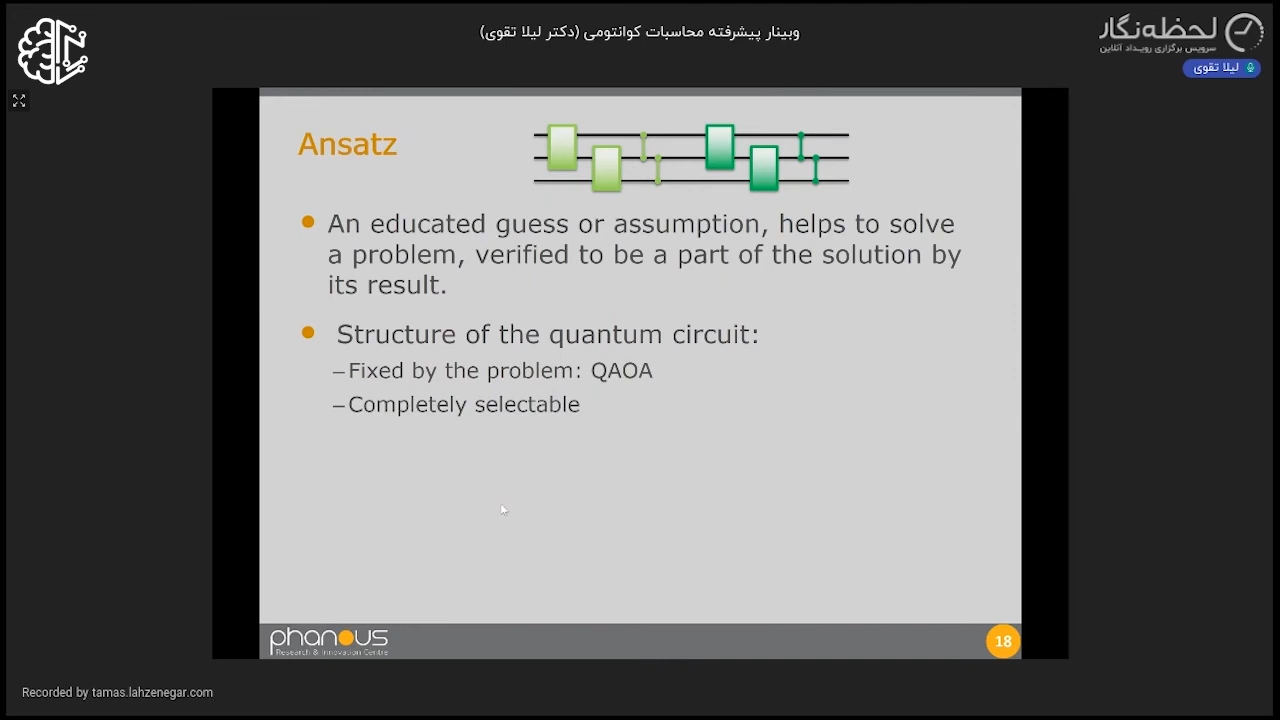 وبینار پیشرفته محاسبات کوانتومی (دکتر لیلا تقوی)
لحظه‌نگار
سرویس برگزاری رویداد آنلاین
لیلا تقوی
Ansatz
An educated guess or assumption, helps to solve
a problem, verified to be a part of the solution by
its result.
Structure of the quantum circuit:
–Fixed by the problem: QAOA
–Completely selectable
phanous
Research & Innovation Centre
18
Recorded by tamas.lahzenegar.com